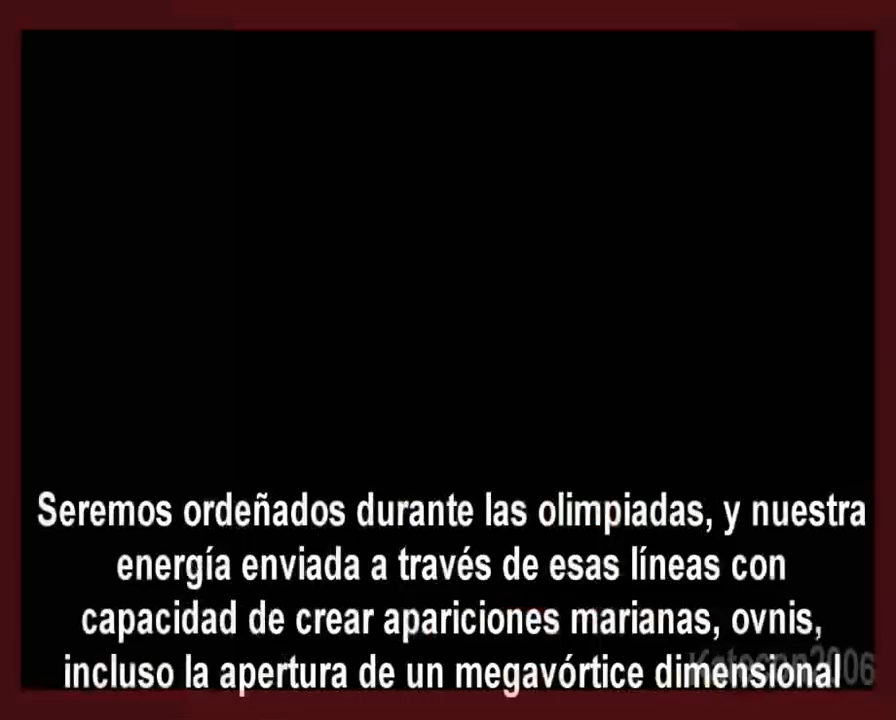 Seremos ordeñados durante las olimpiadas, y nuestra
energía enviada a través de esas líneas con
capacidad de crear apariciones marianas, ovnis,
incluso la apertura de un megavórtice dimensional